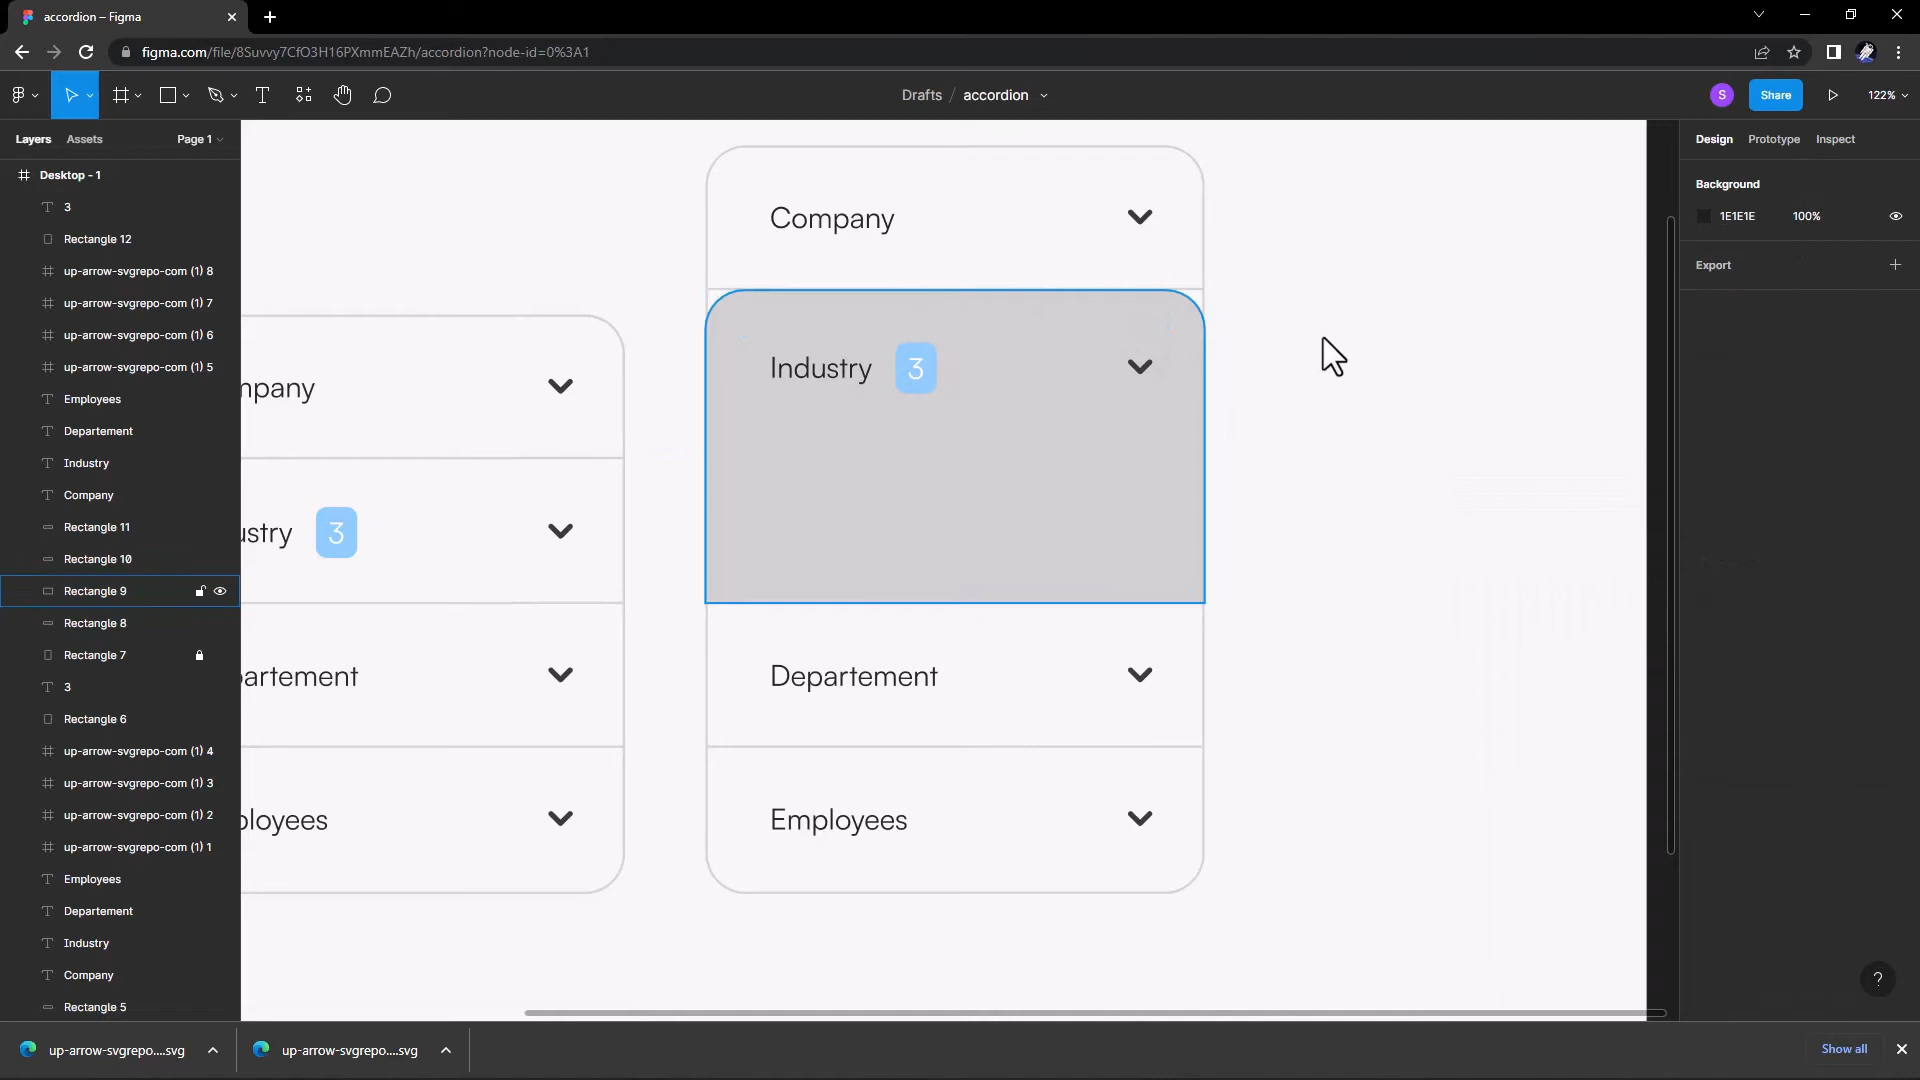 accordion – Figma
figma.com/file/8Suvvy7CfO3H16PXmmEAZh/accordion?node-id=0%3A1
Drafts / accordion
S
Share
122%
Layers
Assets
Page 1
Design
Prototype
Inspect
Desktop - 1
3
Rectangle 12
up-arrow-svgrepo-com (1) 8
up-arrow-svgrepo-com (1) 7
up-arrow-svgrepo-com (1) 6
up-arrow-svgrepo-com (1) 5
Employees
Departement
Industry
Company
Rectangle 11
Rectangle 10
Rectangle 9
Rectangle 8
Rectangle 7
3
Rectangle 6
up-arrow-svgrepo-com (1) 4
up-arrow-svgrepo-com (1) 3
up-arrow-svgrepo-com (1) 2
up-arrow-svgrepo-com (1) 1
Employees
Departement
Industry
Company
Rectangle 5
mpany
ustry 3
partement
ployees
Company
Industry 3
Departement
Employees
Background
1E1E1E 100%
Export
?
up-arrow-svgrepo....svg
up-arrow-svgrepo....svg
Show all